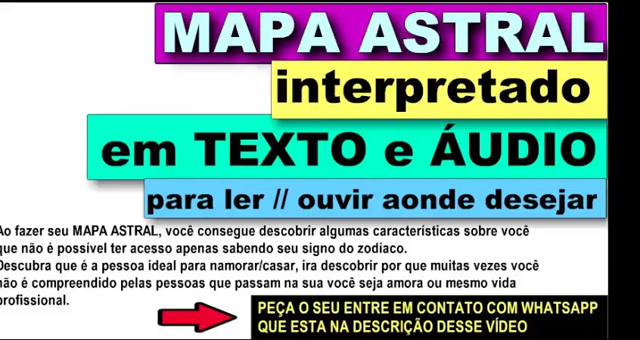 MAPA ASTRAL
interpretado
em TEXTO e ÁUDIO
para ler // ouvir aonde desejar
Ao fazer seu MAPA ASTRAL, você consegue descobrir algumas características sobre você
que não é possível ter acesso apenas sabendo seu signo do zodíaco.
Descubra que é a pessoa ideal para namorar/casar, ira descobrir por que muitas vezes você
não é compreendido pelas pessoas que passam na sua você seja amora ou mesmo vida
profissional.
PEÇA O SEU ENTRE EM CONTATO COM WHATSAPP
QUE ESTA NA DESCRIÇÃO DESSE VÍDEO